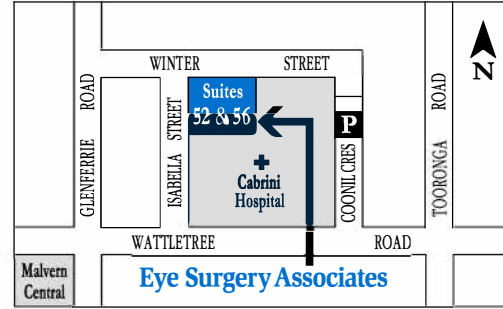 WINTER STREET
N
Suites
52 & 56
GLENFERRIE ROAD
ISABELLA STREET
P
COONIL CRES
TOORONGA ROAD
Cabrini
Hospital
WATTLETREE ROAD
Malvern
Central
Eye Surgery Associates